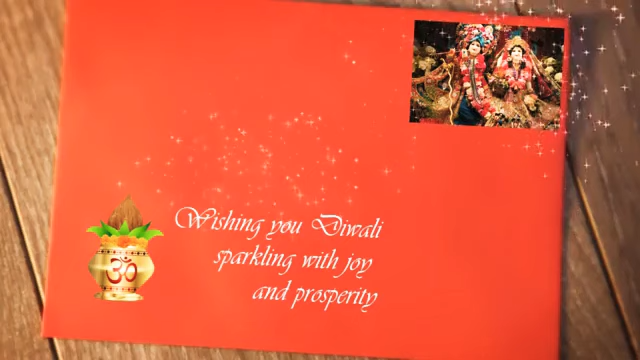 Wishing you Diwali
sparkling with joy
and prosperity
ॐ